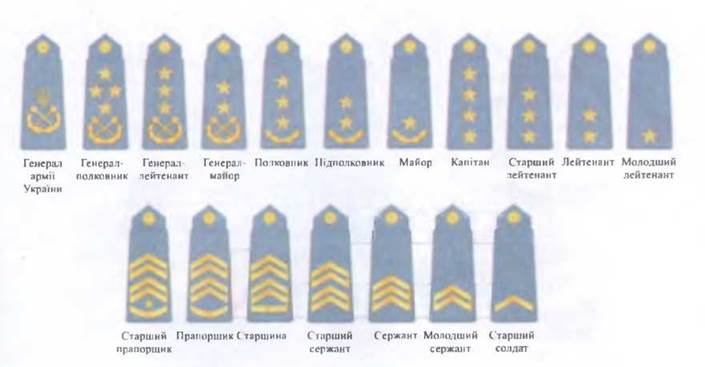 Генерал армії України
Генерал-полковник
Генерал-лейтенант
Генерал-майор
Полковник
Підполковник
Майор
Капітан
Старший лейтенант
Лейтенант
Молодший лейтенант
Старший прапорщик
Прапорщик
Старшина
Старший сержант
Сержант
Молодший сержант
Старший солдат